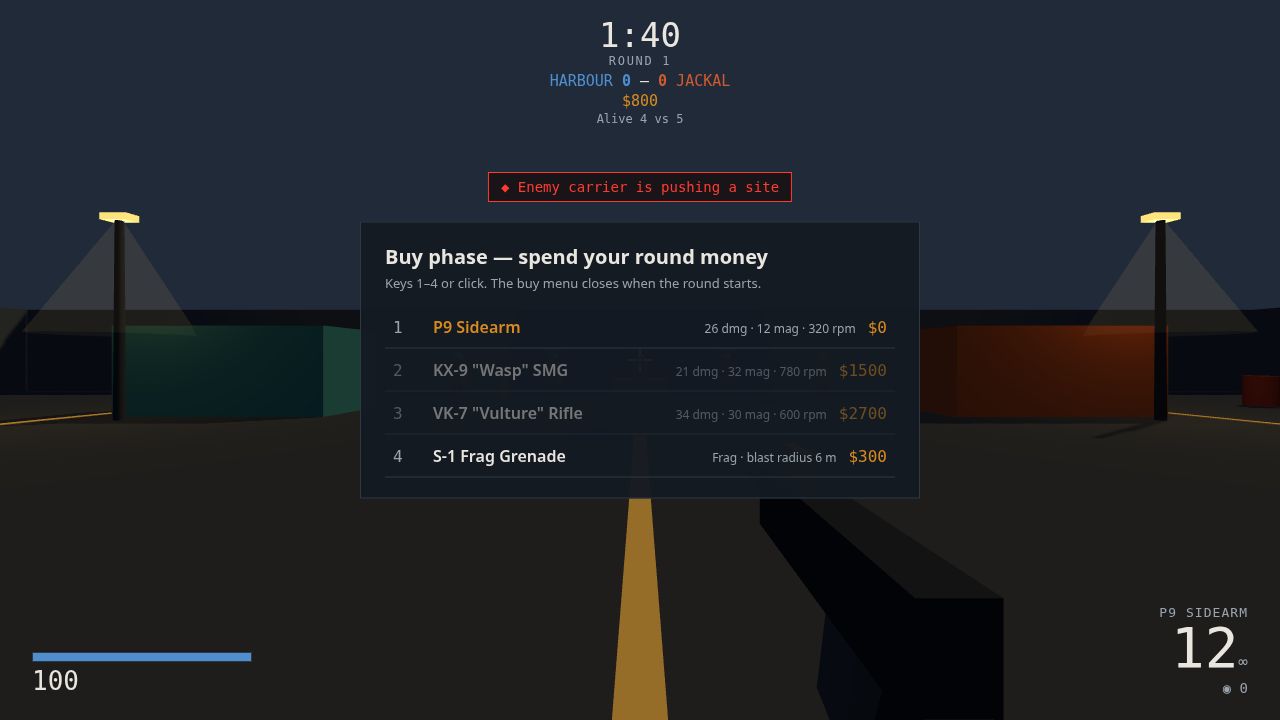 1:40
ROUND 1
HARBOUR 0 — 0 JACKAL
$800
Alive 4 vs 5
◆ Enemy carrier is pushing a site
Buy phase — spend your round money
Keys 1–4 or click. The buy menu closes when the round starts.
1 P9 Sidearm 26 dmg · 12 mag · 320 rpm $0
2 KX-9 "Wasp" SMG 21 dmg · 32 mag · 780 rpm $1500
3 VK-7 "Vulture" Rifle 34 dmg · 30 mag · 600 rpm $2700
4 S-1 Frag Grenade Frag · blast radius 6 m $300
100
P9 SIDEARM
12 ∞
◉ 0